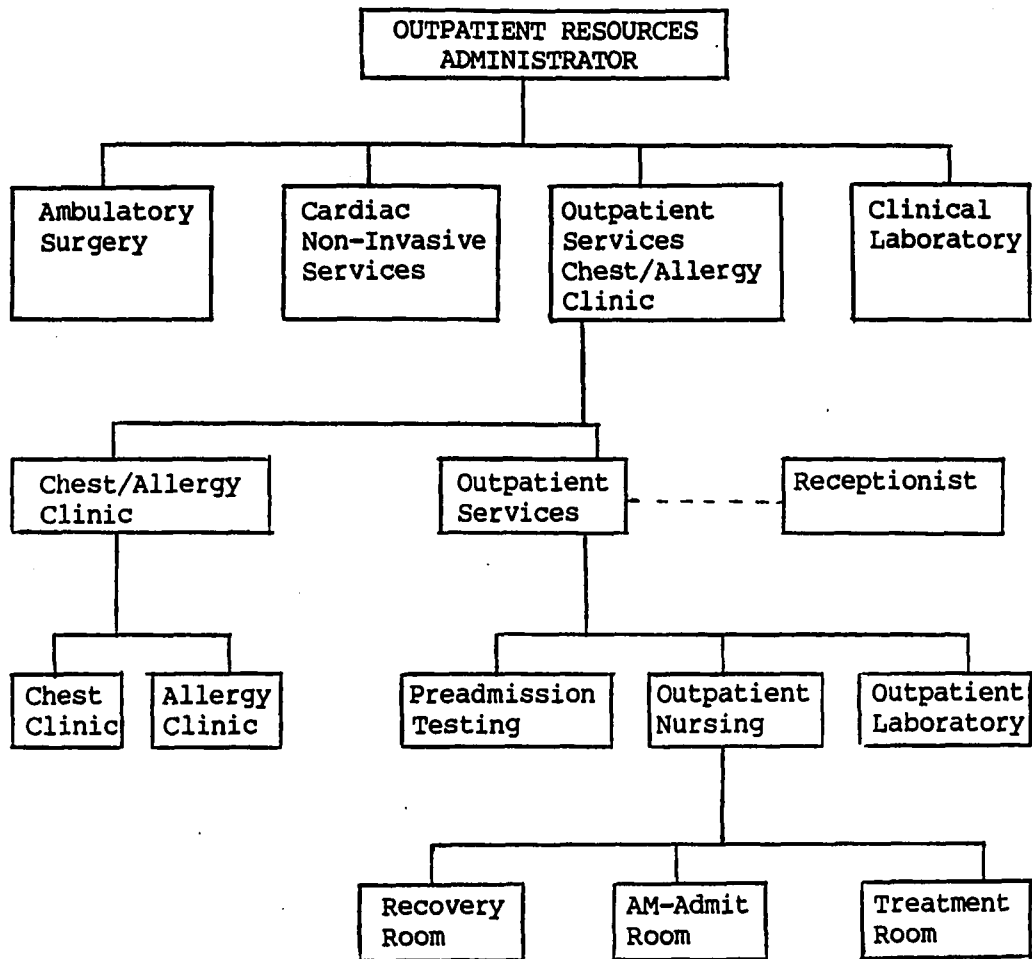 OUTPATIENT RESOURCES
ADMINISTRATOR
Ambulatory
Surgery
Cardiac
Non-Invasive
Services
Outpatient
Services
Chest/Allergy
Clinic
Clinical
Laboratory
Chest/Allergy
Clinic
Outpatient
Services
Receptionist
Chest
Clinic
Allergy
Clinic
Preadmission
Testing
Outpatient
Nursing
Outpatient
Laboratory
Recovery
Room
AM-Admit
Room
Treatment
Room